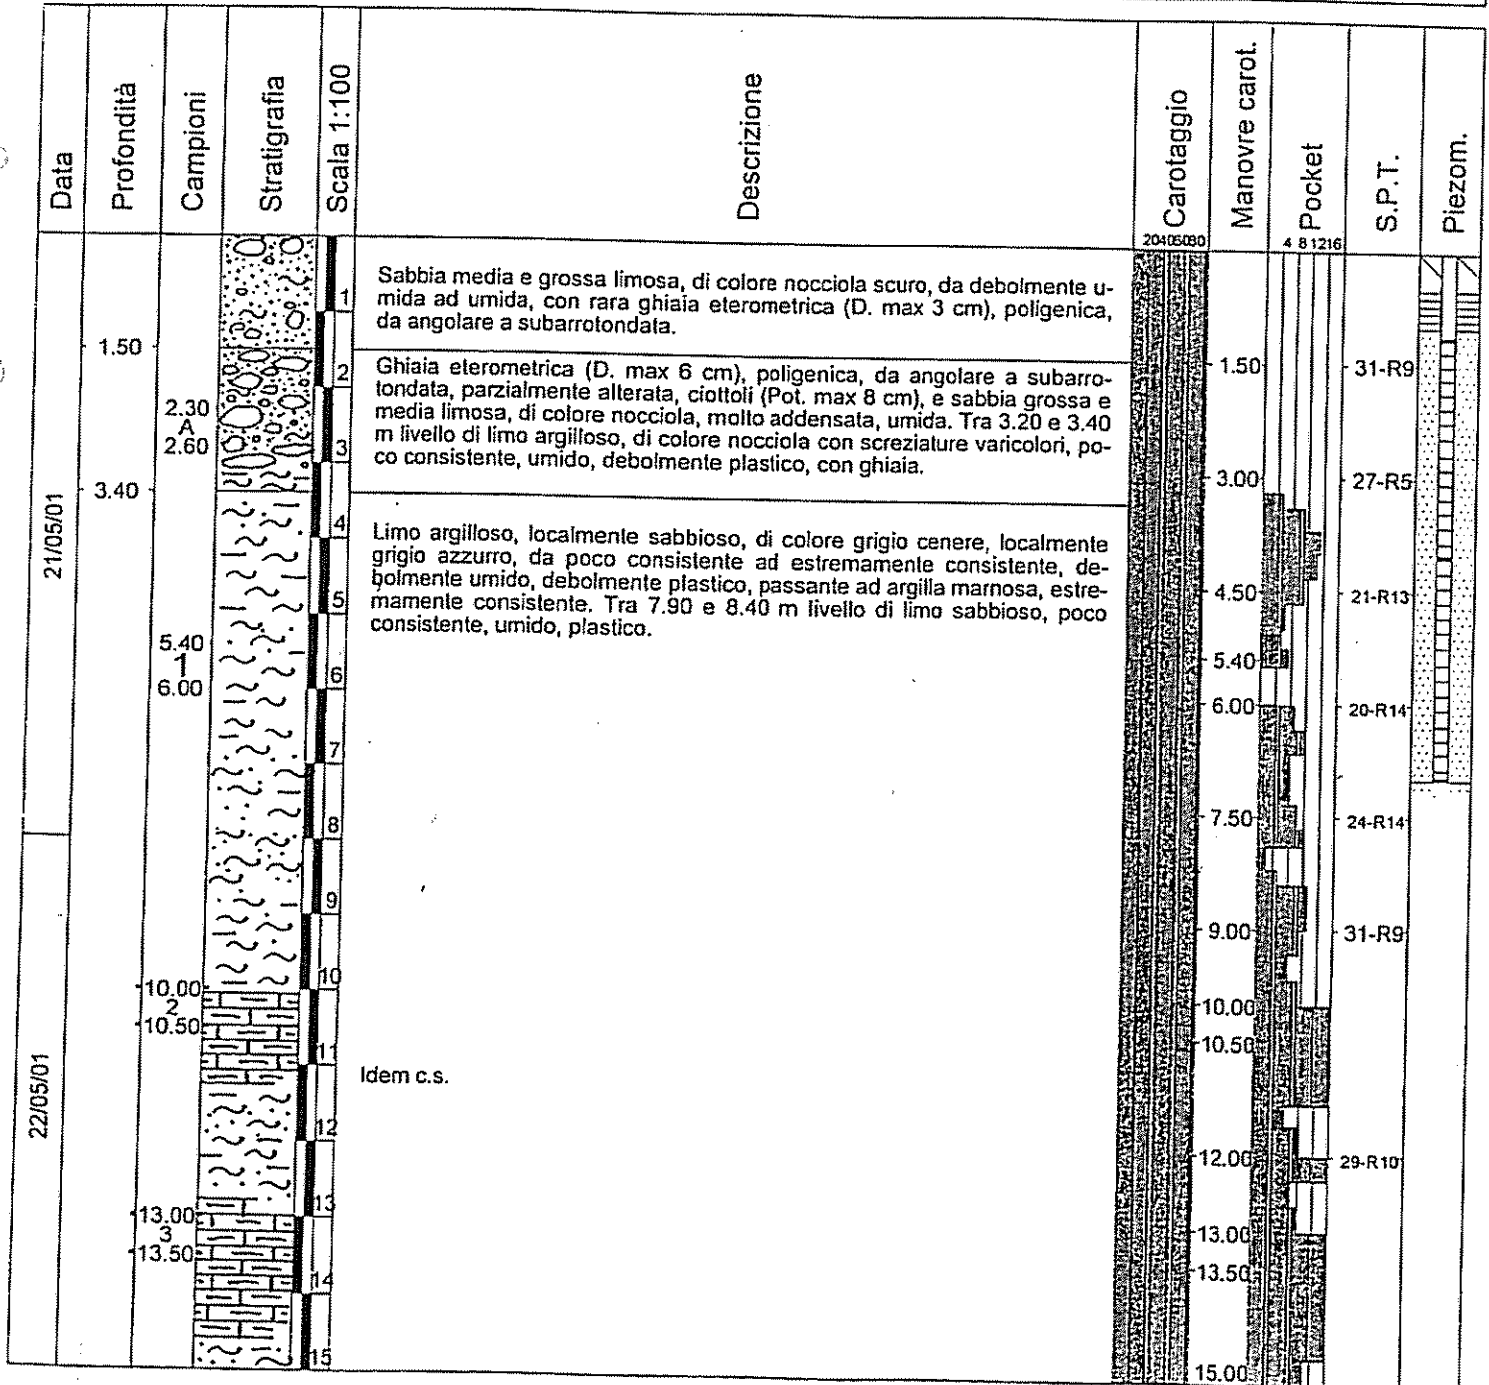 Data
Profondità
Campioni
Stratigrafia
Scala 1:100
Descrizione
Carotaggio
Manovre carot.
Pocket
S.P.T.
Piezom.
20406080
4 8 1216
21/05/01
22/05/01
1.50
3.40
2.30
A
2.60
5.40
1
6.00
10.00
2
10.50
13.00
3
13.50
1
2
3
4
5
6
7
8
9
10
11
12
13
14
15
Sabbia media e grossa limosa, di colore nocciola scuro, da debolmente u-
mida ad umida, con rara ghiaia eterometrica (D. max 3 cm), poligenica,
da angolare a subarrotondata.
Ghiaia eterometrica (D. max 6 cm), poligenica, da angolare a subarro-
tondata, parzialmente alterata, ciottoli (Pot. max 8 cm), e sabbia grossa e
media limosa, di colore nocciola, molto addensata, umida. Tra 3.20 e 3.40
m livello di limo argilloso, di colore nocciola con screziature varicolori, po-
co consistente, umido, debolmente plastico, con ghiaia.
Limo argilloso, localmente sabbioso, di colore grigio cenere, localmente
grigio azzurro, da poco consistente ad estremamente consistente, de-
bolmente umido, debolmente plastico, passante ad argilla marnosa, estre-
mamente consistente. Tra 7.90 e 8.40 m livello di limo sabbioso, poco
consistente, umido, plastico.
Idem c.s.
1.50
3.00
4.50
5.40
6.00
7.50
9.00
10.00
10.50
12.00
13.00
13.50
15.00
31-R9
27-R5
21-R13
20-R14
24-R14
31-R9
29-R10